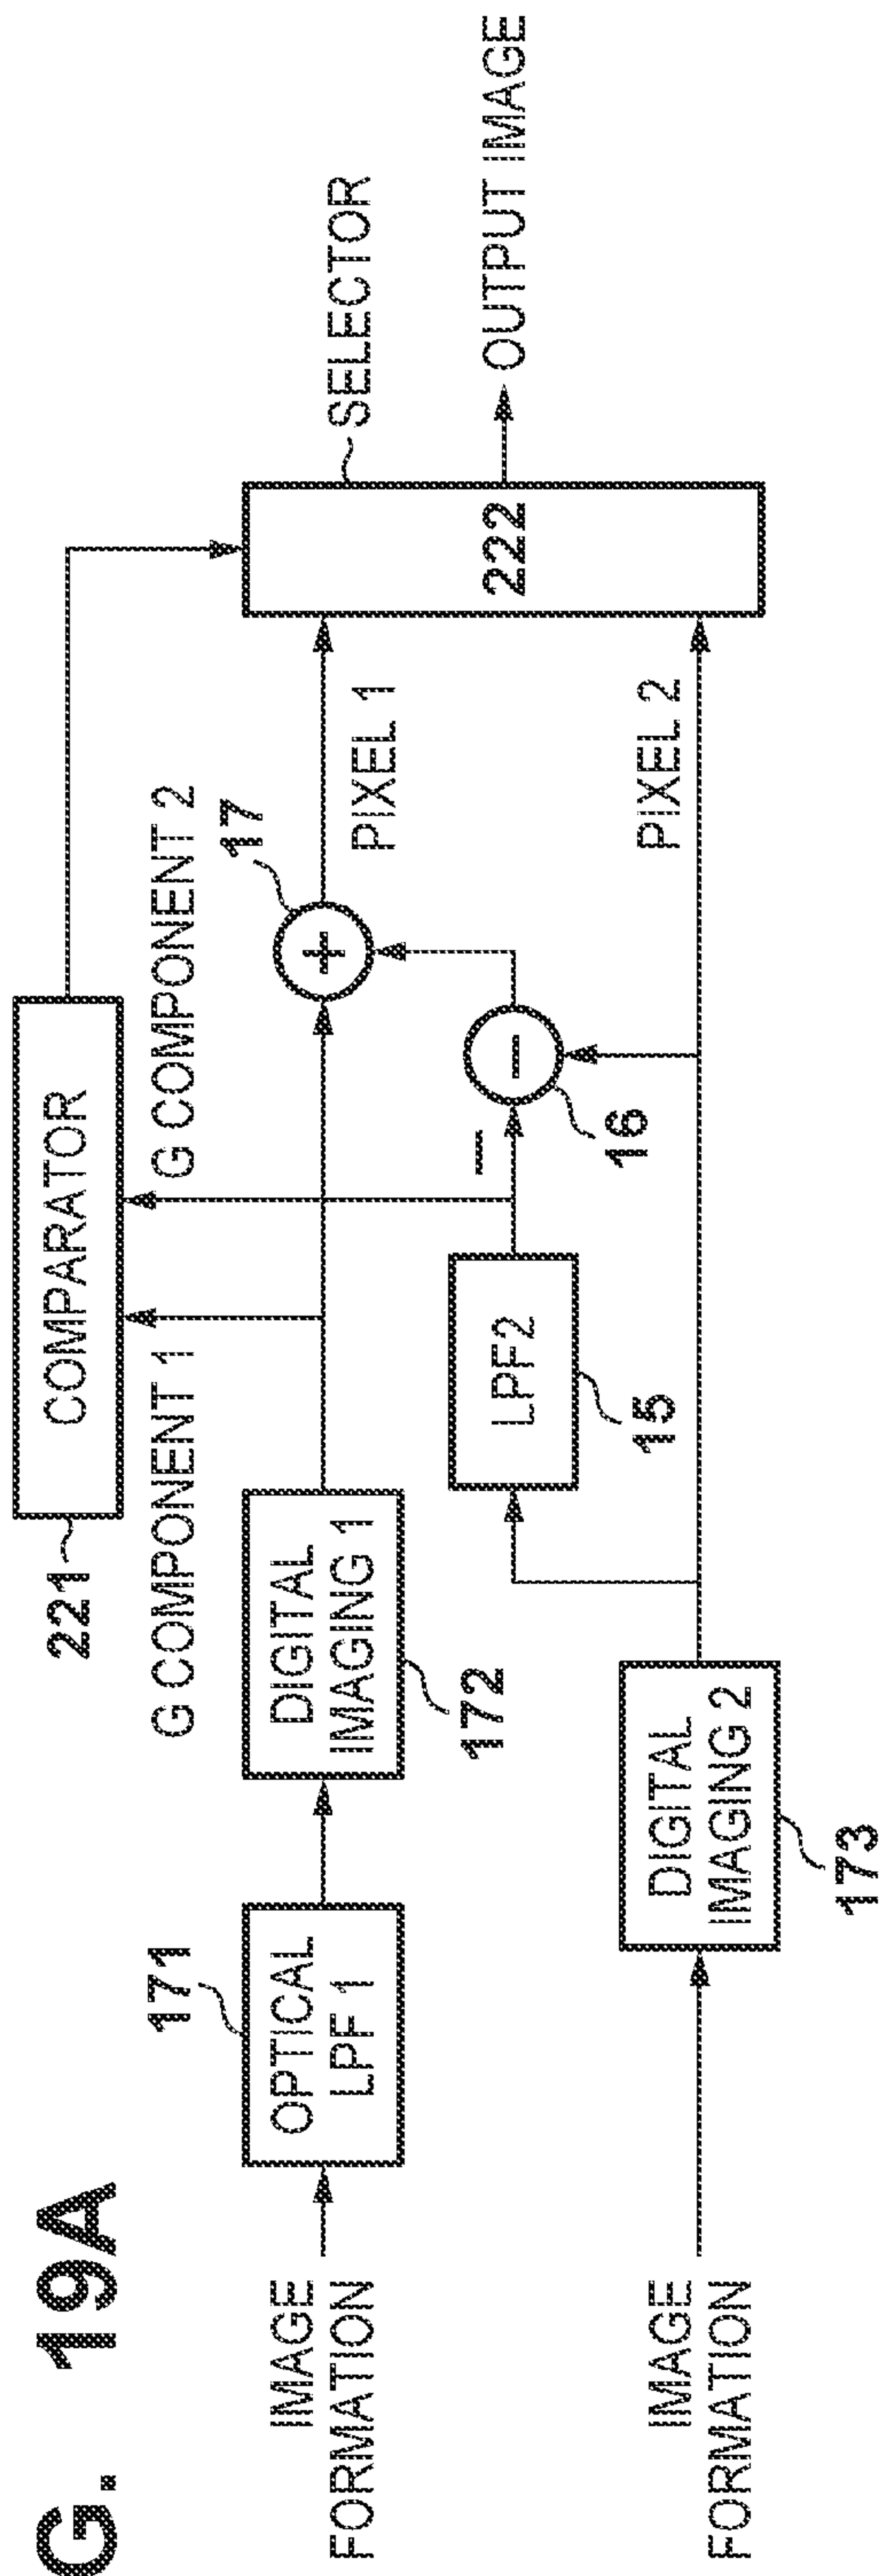 G. 19A
221
COMPARATOR
G COMPONENT 1
G COMPONENT 2
171
17
IMAGE
FORMATION
OPTICAL
LPF 1
DIGITAL
IMAGING 1
172
+
PIXEL 1
SELECTOR
LPF2
15
—
—
16
222
OUTPUT IMAGE
IMAGE
FORMATION
DIGITAL
IMAGING 2
173
PIXEL 2